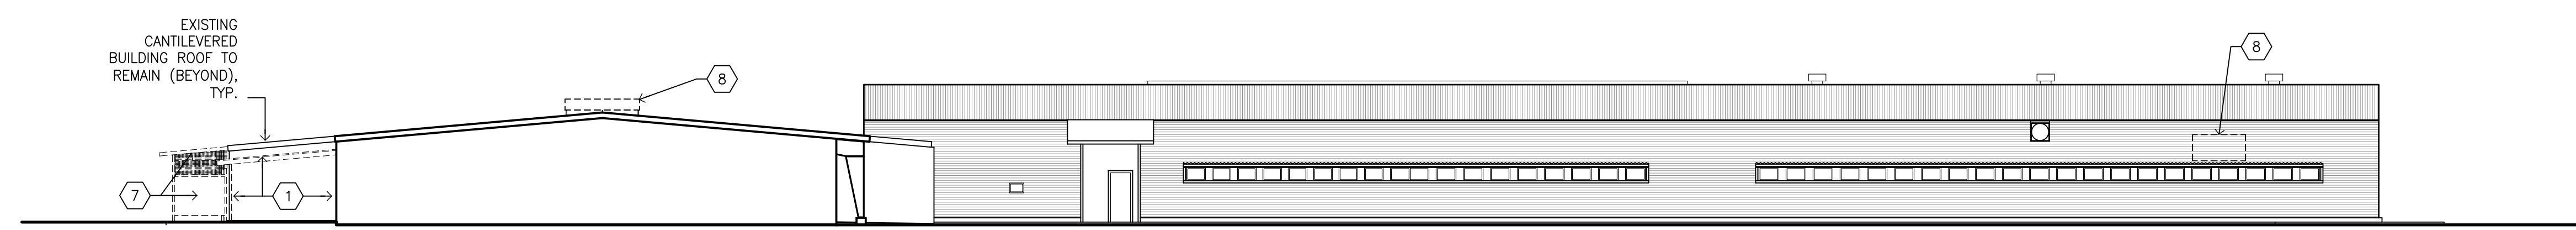 EXISTING
CANTILEVERED
BUILDING ROOF TO
REMAIN (BEYOND),
TYP.
8
8
7
1